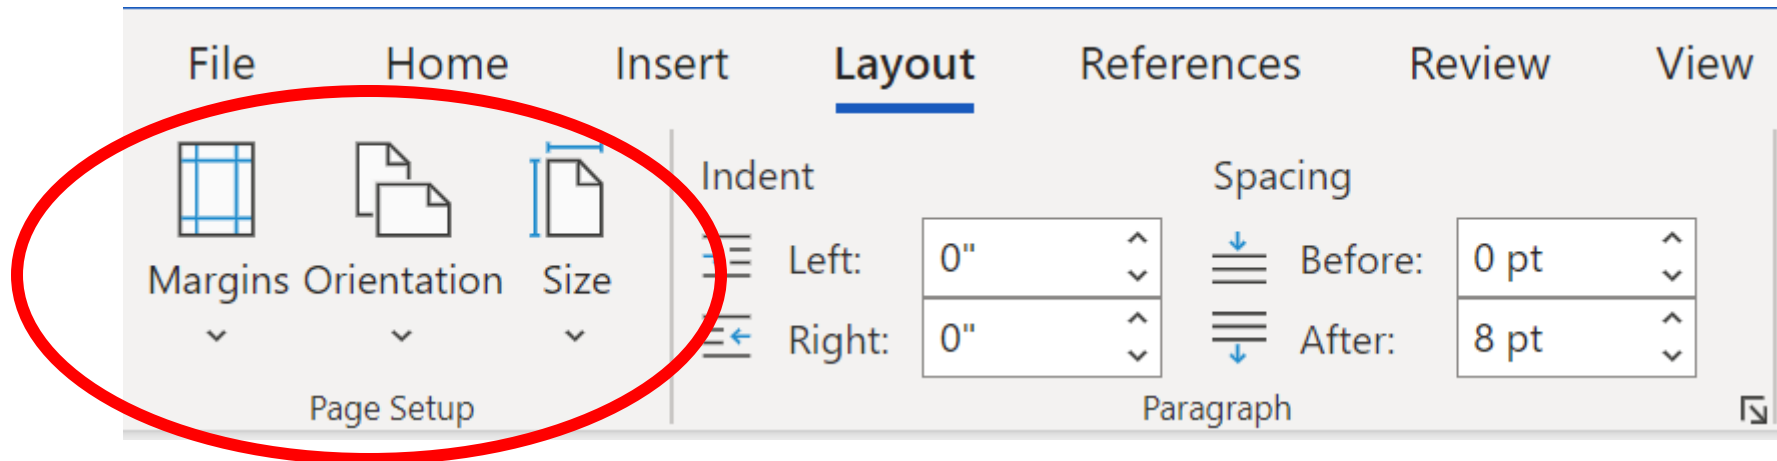 File Home Insert Layout References Review View
Indent Spacing
Left: 0" Before: 0 pt
Margins Orientation Size
Right: 0" After: 8 pt
Page Setup Paragraph